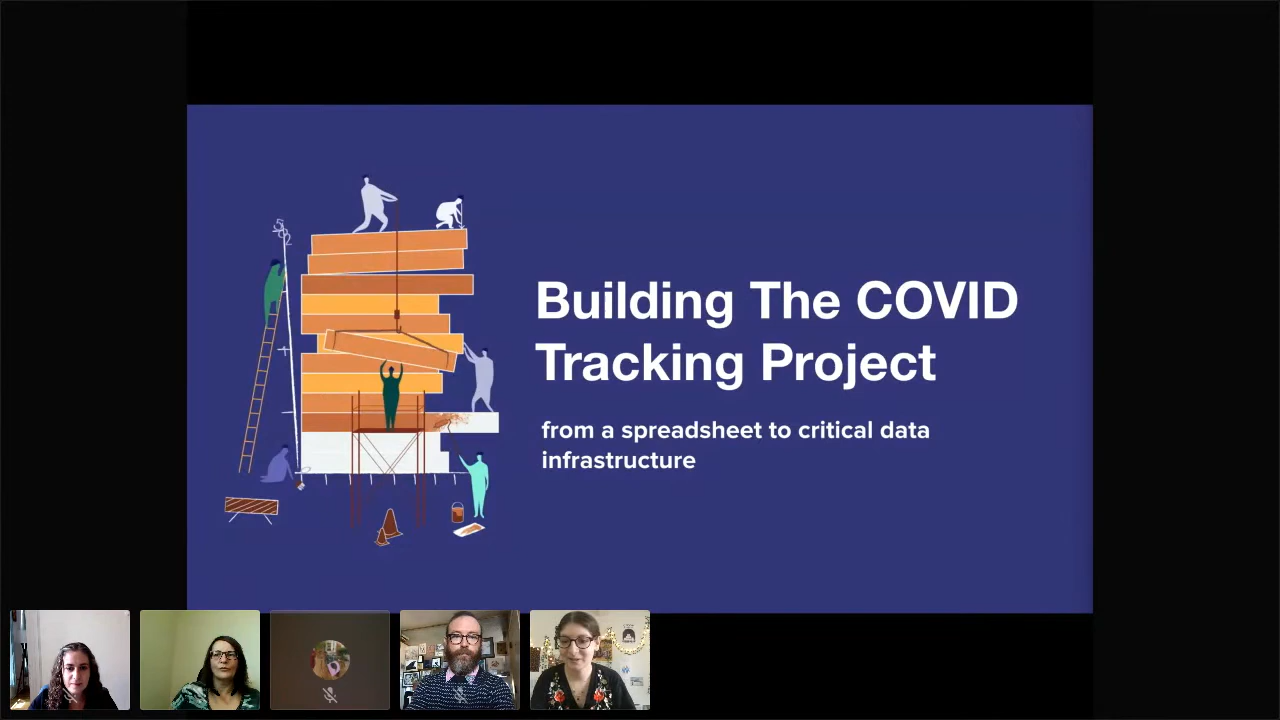 Building The COVID
Tracking Project
from a spreadsheet to critical data
infrastructure